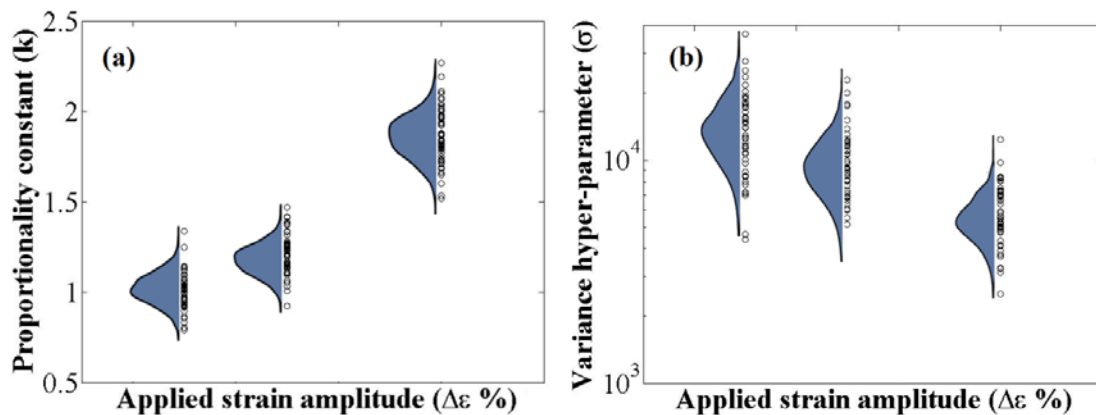 (a)
Proportionality constant (k)
2.5
2
1.5
1
0.5
Applied strain amplitude (Δε %)
(b)
Variance hyper-parameter (σ)
10⁴
10³
Applied strain amplitude (Δε %)